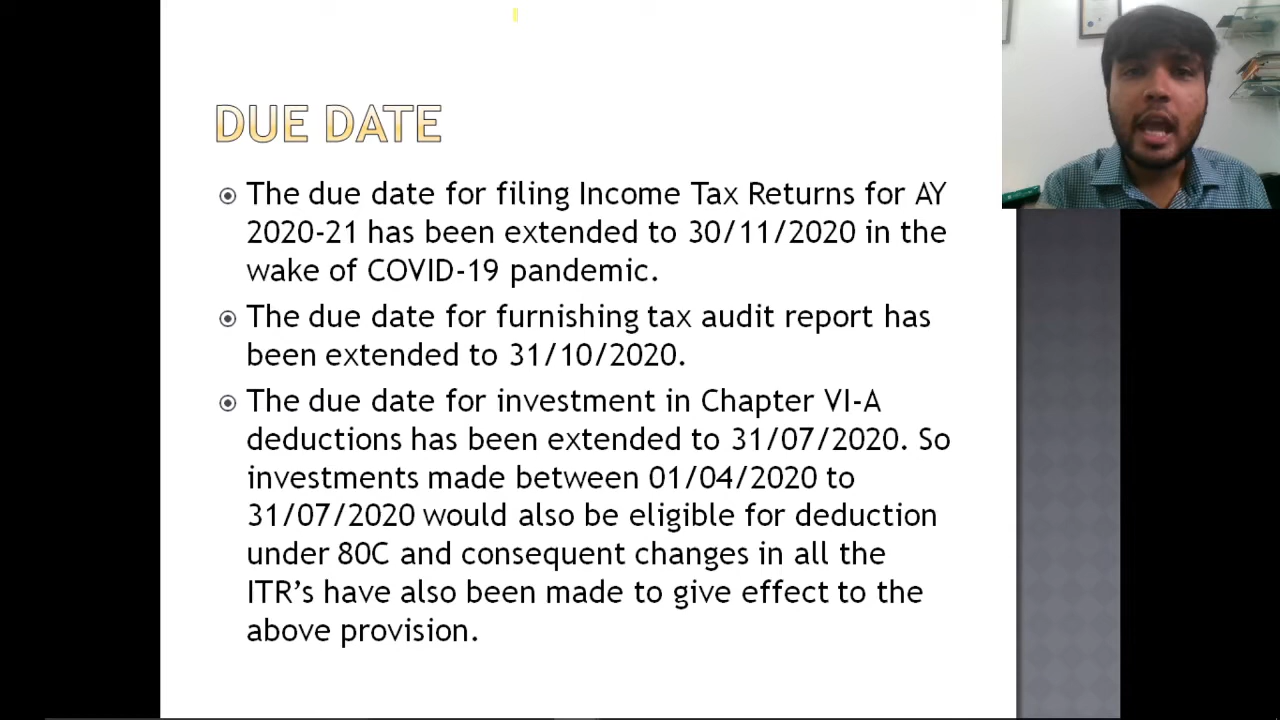 DUE DATE
The due date for filing Income Tax Returns for AY
2020-21 has been extended to 30/11/2020 in the
wake of COVID-19 pandemic.
The due date for furnishing tax audit report has
been extended to 31/10/2020.
The due date for investment in Chapter VI-A
deductions has been extended to 31/07/2020. So
investments made between 01/04/2020 to
31/07/2020 would also be eligible for deduction
under 80C and consequent changes in all the
ITR’s have also been made to give effect to the
above provision.